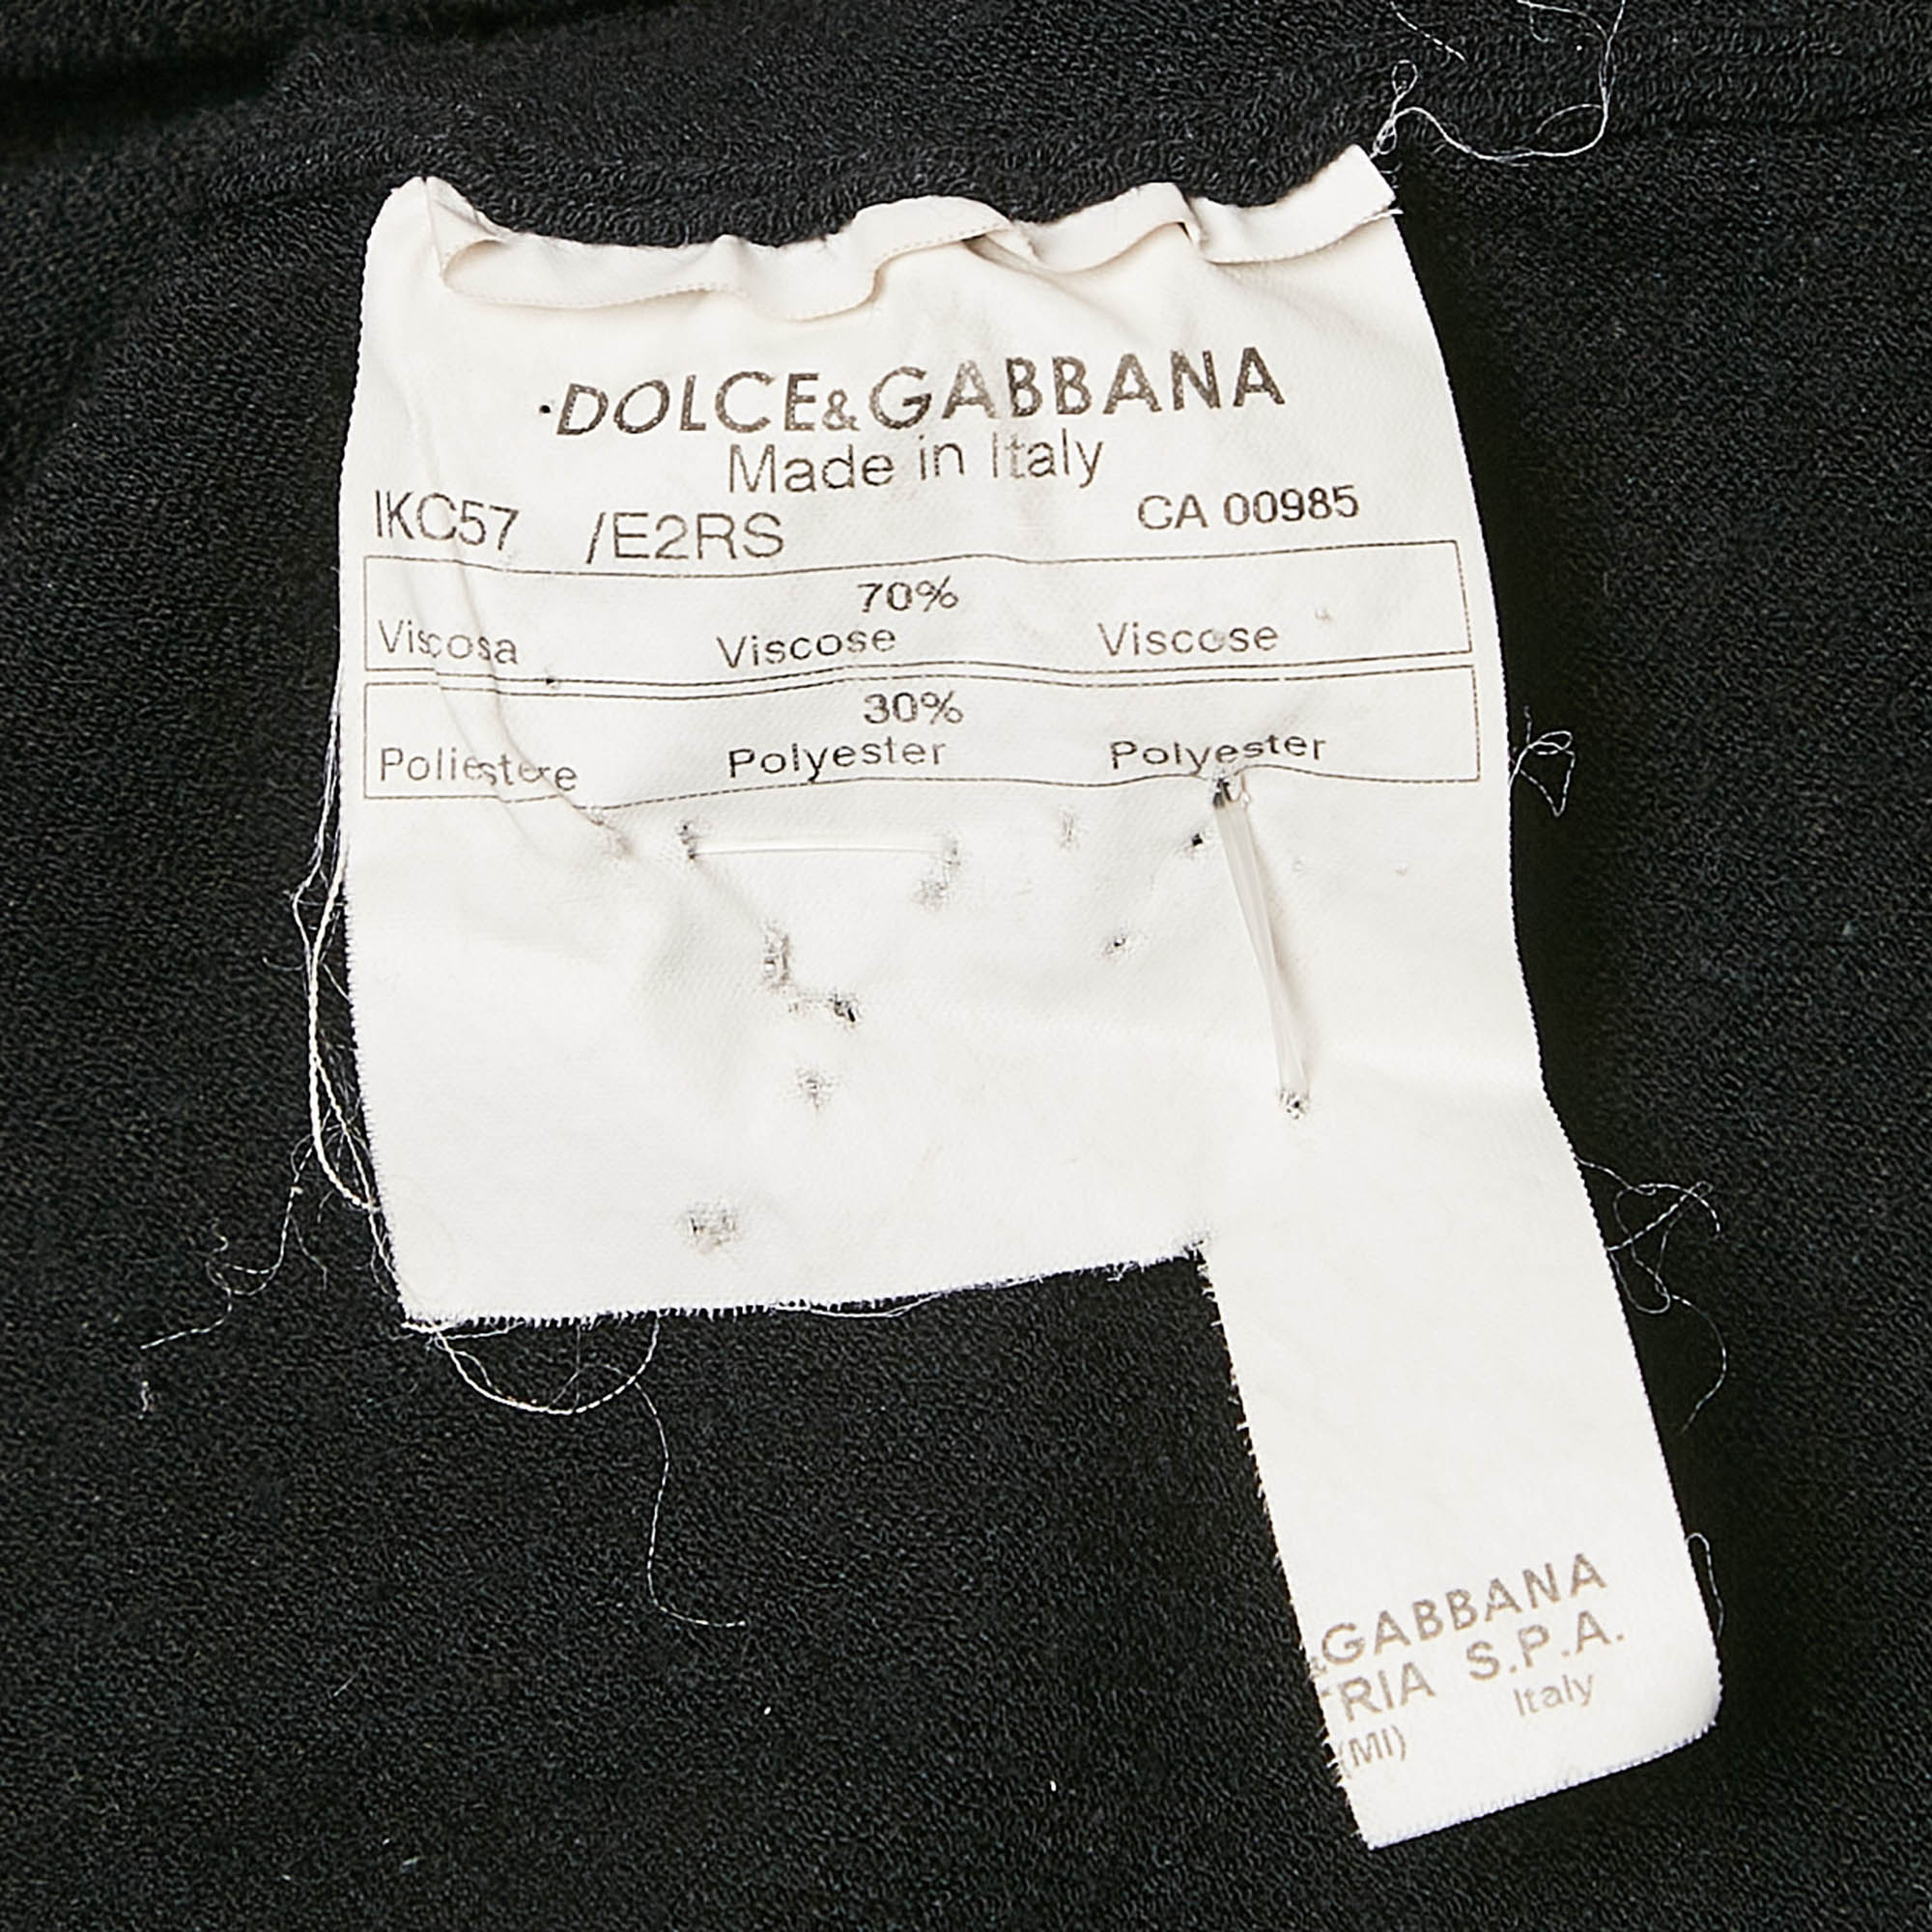 DOLCE&GABBANA
Made in Italy
IKC57 /E2RS CA 00985
70%
Viscosa Viscose Viscose
30%
Poliestere Polyester Polyester
&GABBANA
TRIA S.P.A.
(MI) Italy